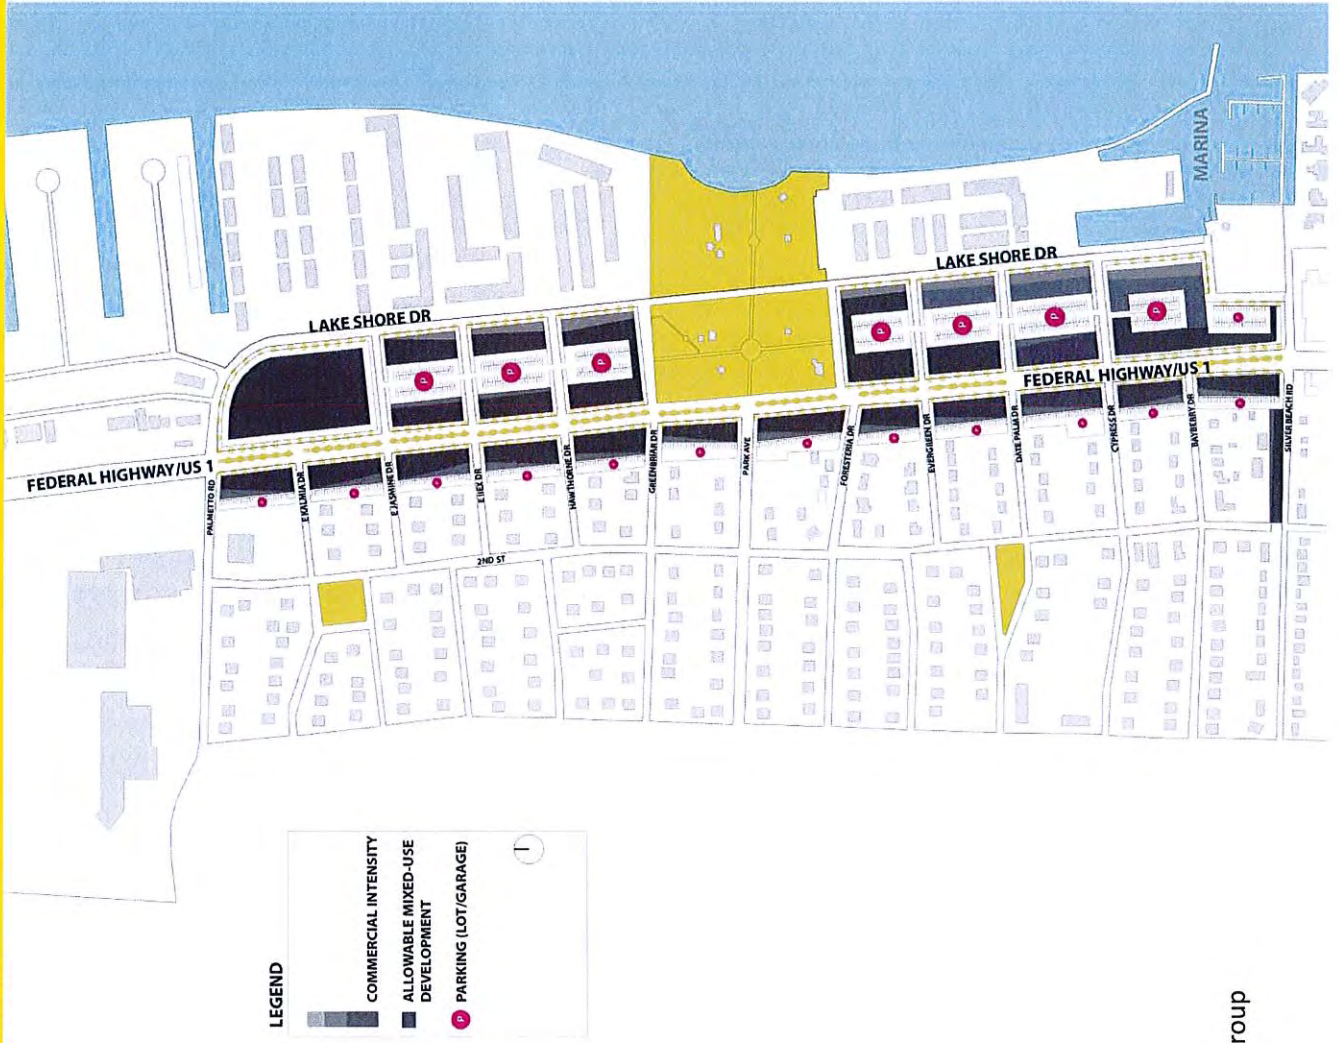 MARINA
LAKE SHORE DR
LAKE SHORE DR
FEDERAL HIGHWAY/US 1
FEDERAL HIGHWAY/US 1
PALMETTO RD
E KALMIA DR
E JASMINE DR
E ILEX DR
HAWTHORNE DR
GREENBRIAR DR
PARK AVE
FORESTERIA DR
EVERGREEN DR
DATE PALM DR
CYPRESS DR
BAYBERRY DR
SILVER BEACH RD
2ND ST
P
P
P
P
P
P
P
P
LEGEND
COMMERCIAL INTENSITY
ALLOWABLE MIXED-USE
DEVELOPMENT
P PARKING (LOT/GARAGE)
roup